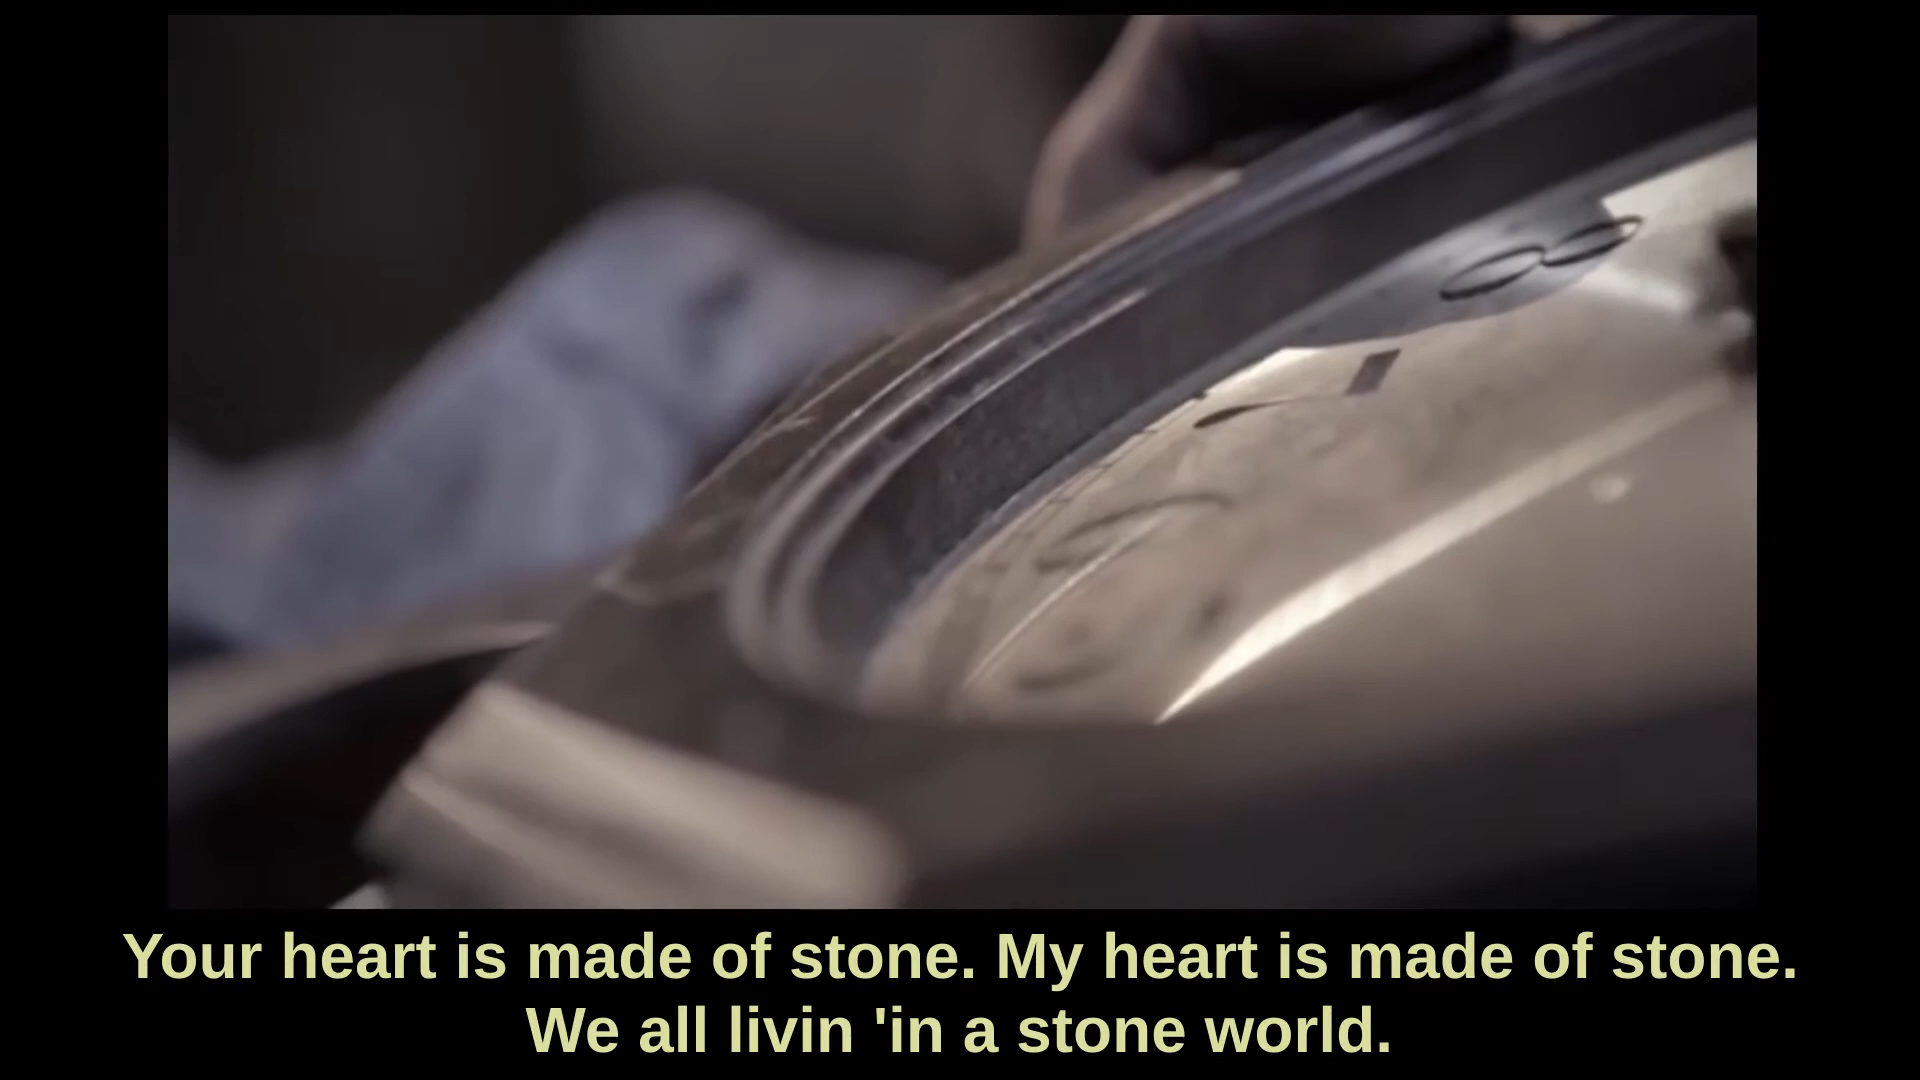 Your heart is made of stone. My heart is made of stone.
We all livin 'in a stone world.